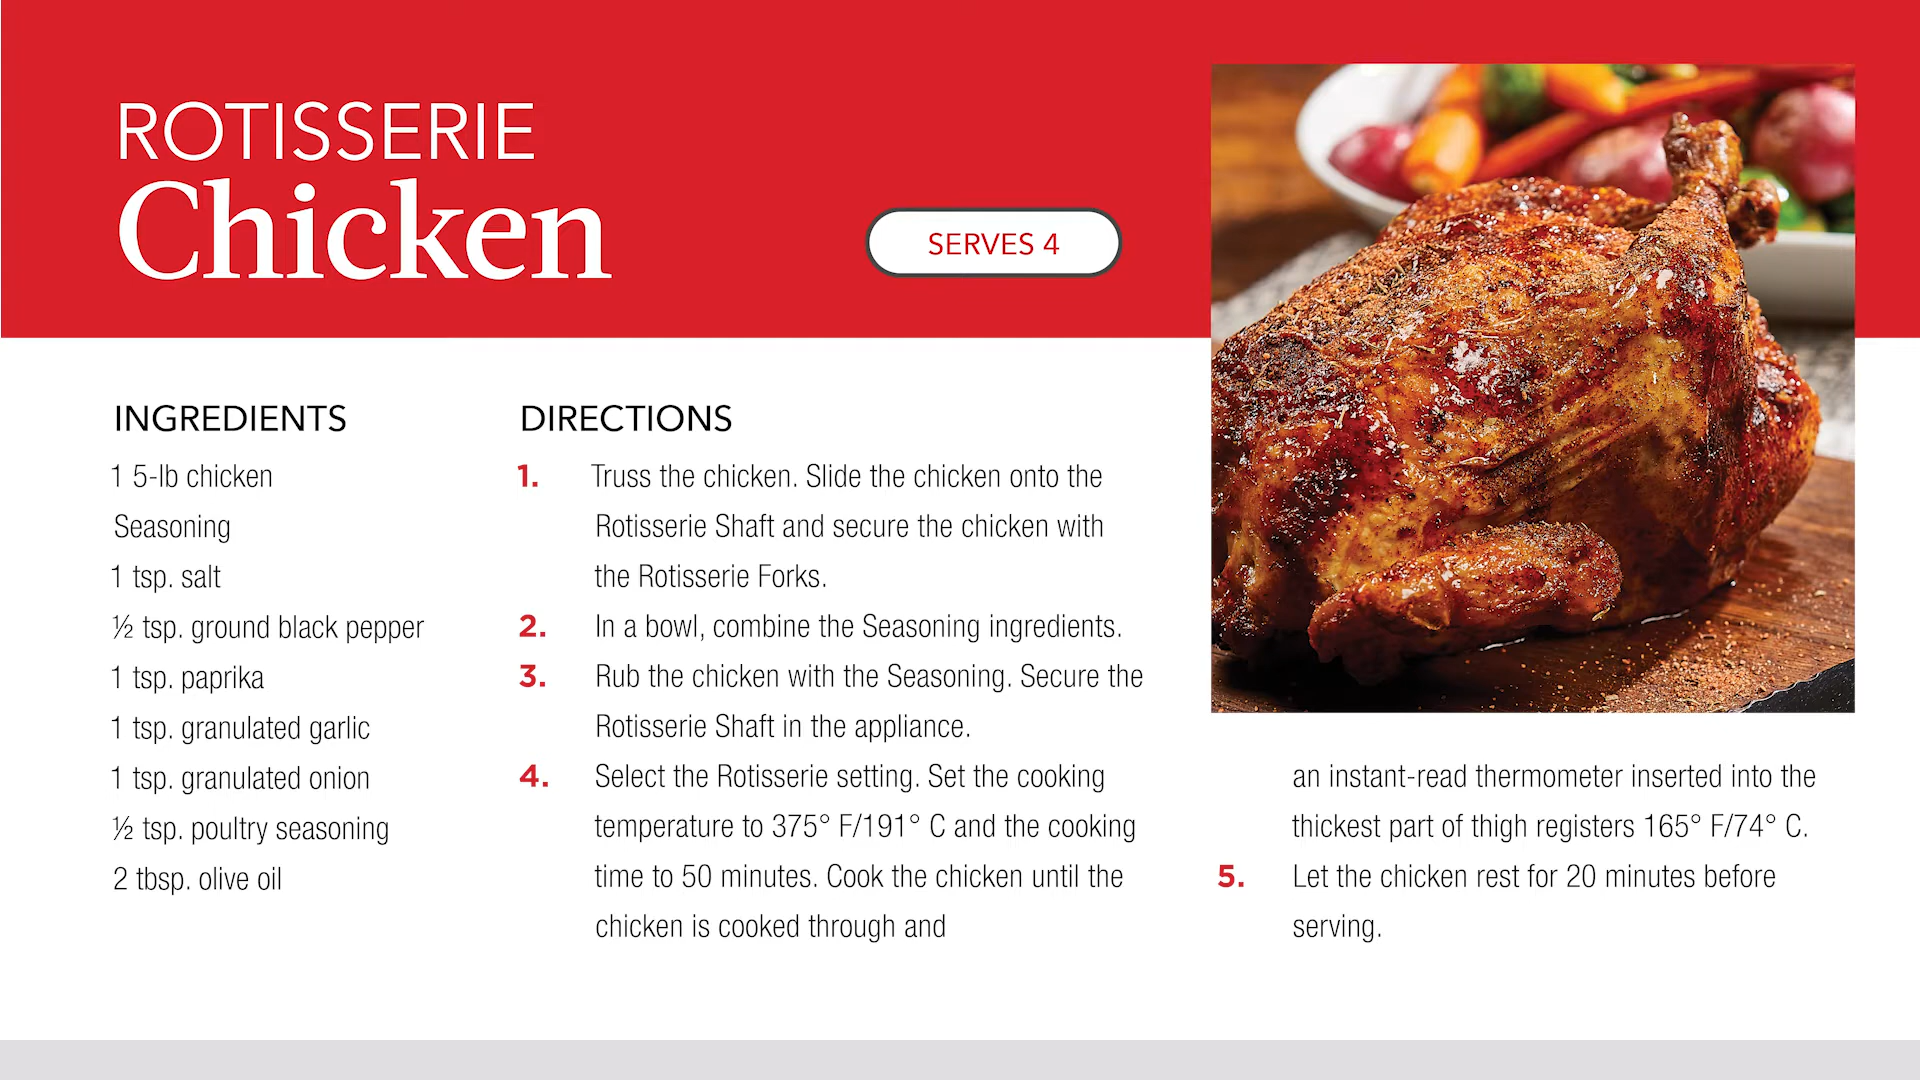 ROTISSERIE
Chicken
SERVES 4
INGREDIENTS
1 5-lb chicken
Seasoning
1 tsp. salt
½ tsp. ground black pepper
1 tsp. paprika
1 tsp. granulated garlic
1 tsp. granulated onion
½ tsp. poultry seasoning
2 tbsp. olive oil
DIRECTIONS
1. Truss the chicken. Slide the chicken onto the
Rotisserie Shaft and secure the chicken with
the Rotisserie Forks.
2. In a bowl, combine the Seasoning ingredients.
3. Rub the chicken with the Seasoning. Secure the
Rotisserie Shaft in the appliance.
4. Select the Rotisserie setting. Set the cooking
temperature to 375° F/191° C and the cooking
time to 50 minutes. Cook the chicken until the
chicken is cooked through and
an instant-read thermometer inserted into the
thickest part of thigh registers 165° F/74° C.
5. Let the chicken rest for 20 minutes before
serving.